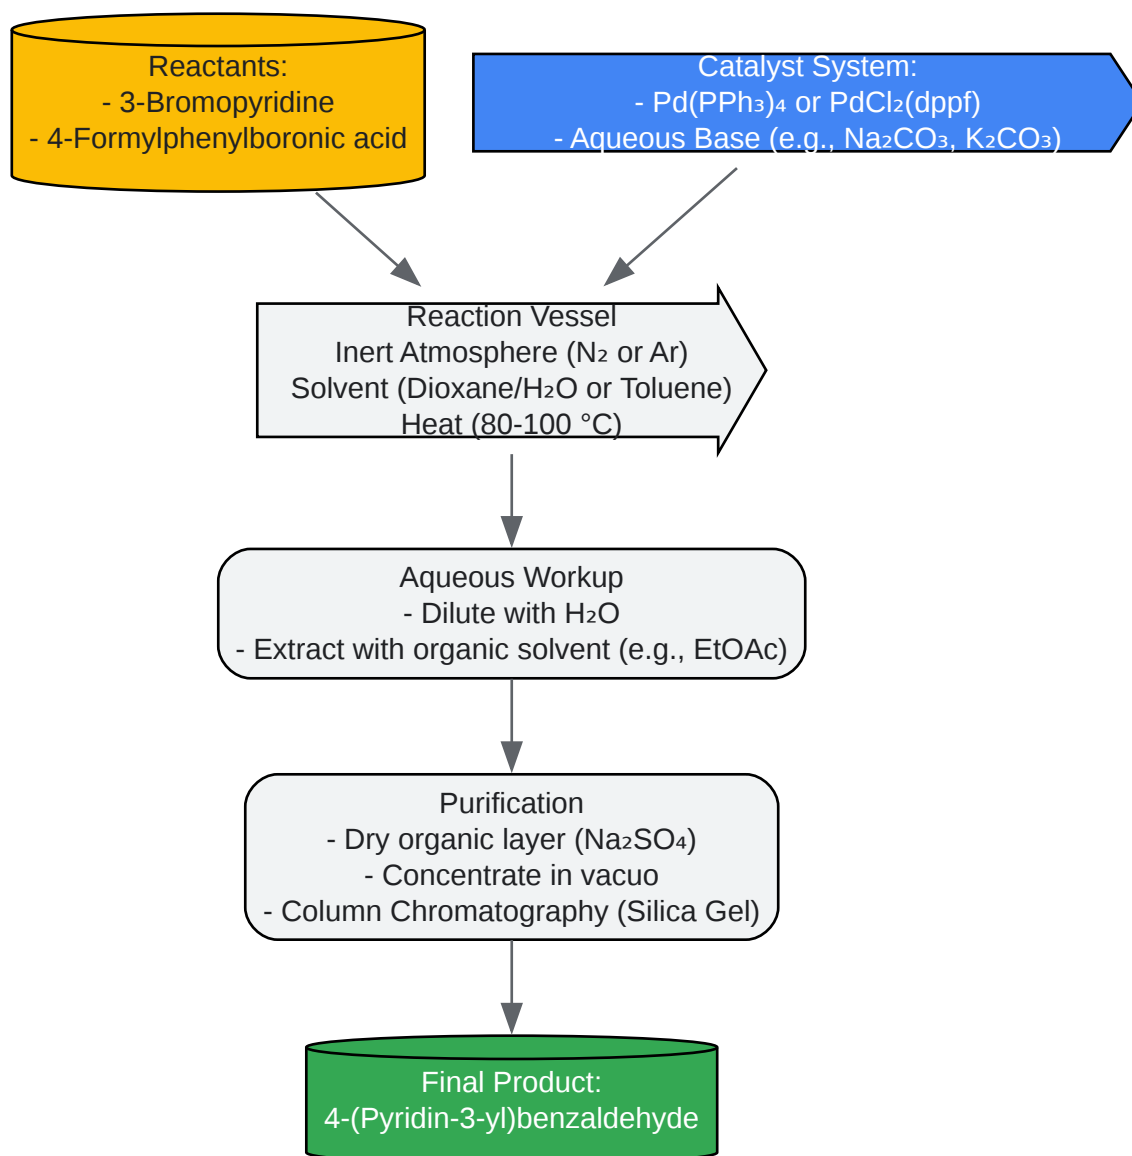 Reactants:
- 3-Bromopyridine
- 4-Formylphenylboronic acid
Catalyst System:
- Pd(PPh₃)₄ or PdCl₂(dppf)
- Aqueous Base (e.g., Na₂CO₃, K₂CO₃)
Reaction Vessel
Inert Atmosphere (N₂ or Ar)
Solvent (Dioxane/H₂O or Toluene)
Heat (80-100 °C)
Aqueous Workup
- Dilute with H₂O
- Extract with organic solvent (e.g., EtOAc)
Purification
- Dry organic layer (Na₂SO₄)
- Concentrate in vacuo
- Column Chromatography (Silica Gel)
Final Product:
4-(Pyridin-3-yl)benzaldehyde